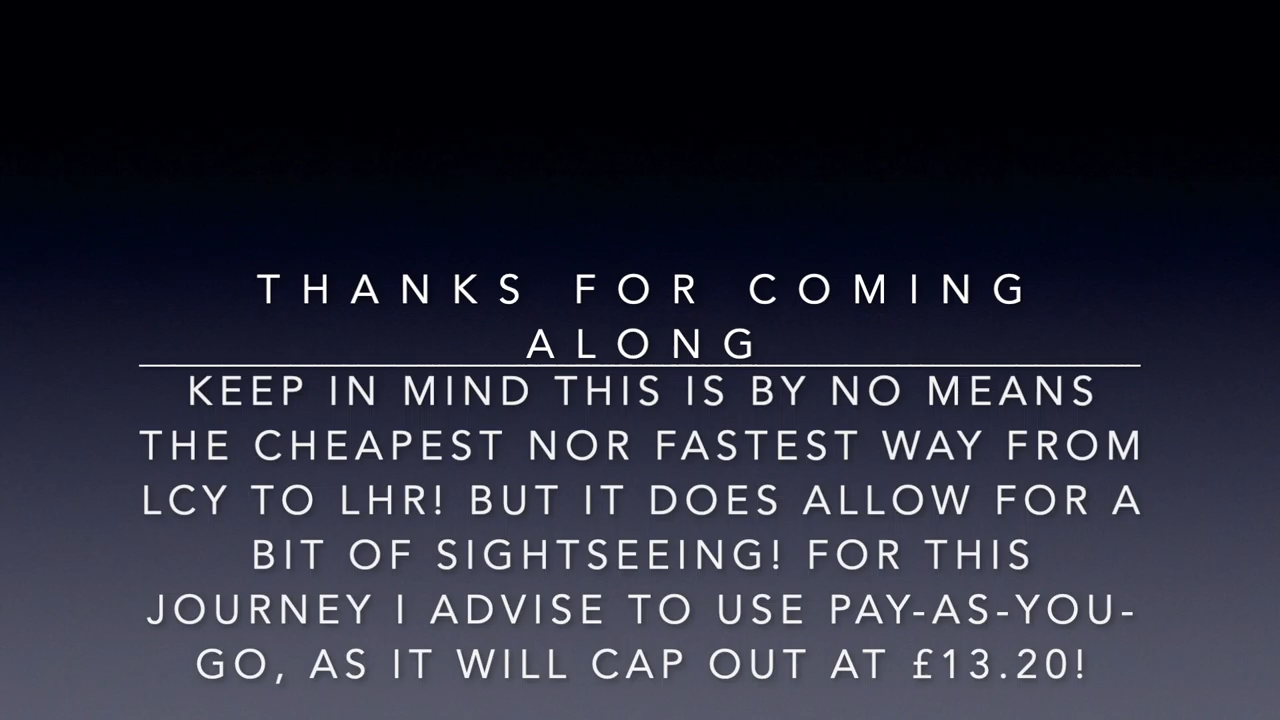 THANKS FOR COMING
ALONG
KEEP IN MIND THIS IS BY NO MEANS
THE CHEAPEST NOR FASTEST WAY FROM
LCY TO LHR! BUT IT DOES ALLOW FOR A
BIT OF SIGHTSEEING! FOR THIS
JOURNEY I ADVISE TO USE PAY-AS-YOU-
GO, AS IT WILL CAP OUT AT £13.20!